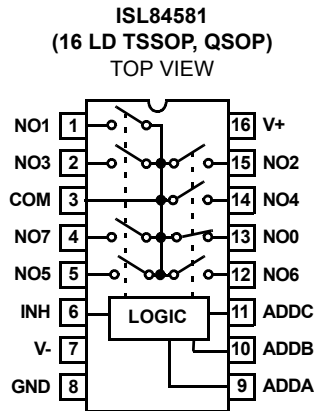 ISL84581
(16 LD TSSOP, QSOP)
TOP VIEW
NO1 1 16 V+
NO3 2 15 NO2
COM 3 14 NO4
NO7 4 13 NO0
NO5 5 12 NO6
INH 6 LOGIC 11 ADDC
V- 7 10 ADDB
GND 8 9 ADDA